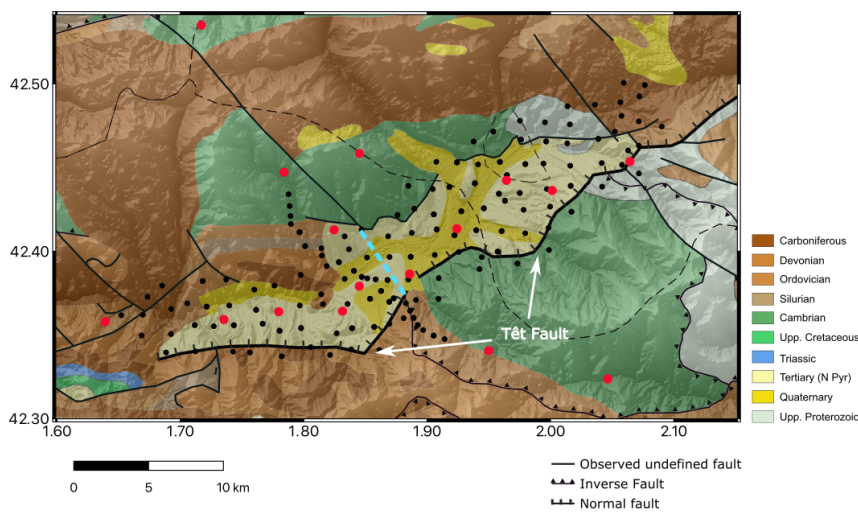 42.50
42.40
42.30
1.60 1.70 1.80 1.90 2.00 2.10
Têt Fault
Carboniferous
Devonian
Ordovician
Silurian
Cambrian
Upp. Cretaceous
Triassic
Tertiary (N Pyr)
Quaternary
Upp. Proterozoic
0 5 10 km
Observed undefined fault
Inverse Fault
Normal fault